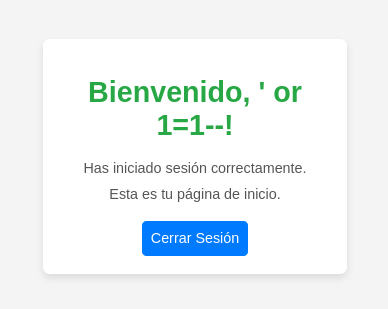 Bienvenido, ' or
1=1--!
Has iniciado sesión correctamente.
Esta es tu página de inicio.
Cerrar Sesión